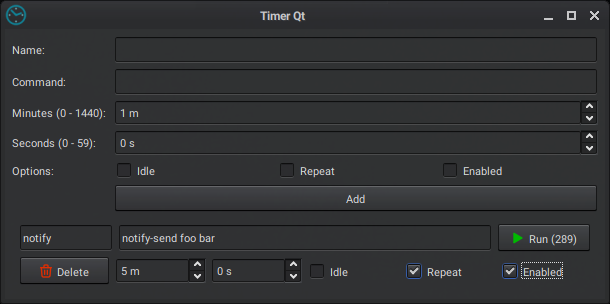 Timer Qt
Name:
Command:
Minutes (0 - 1440): 1 m
Seconds (0 - 59): 0 s
Options: Idle Repeat Enabled
Add
notify notify-send foo bar Run (289)
Delete 5 m 0 s Idle Repeat Enabled